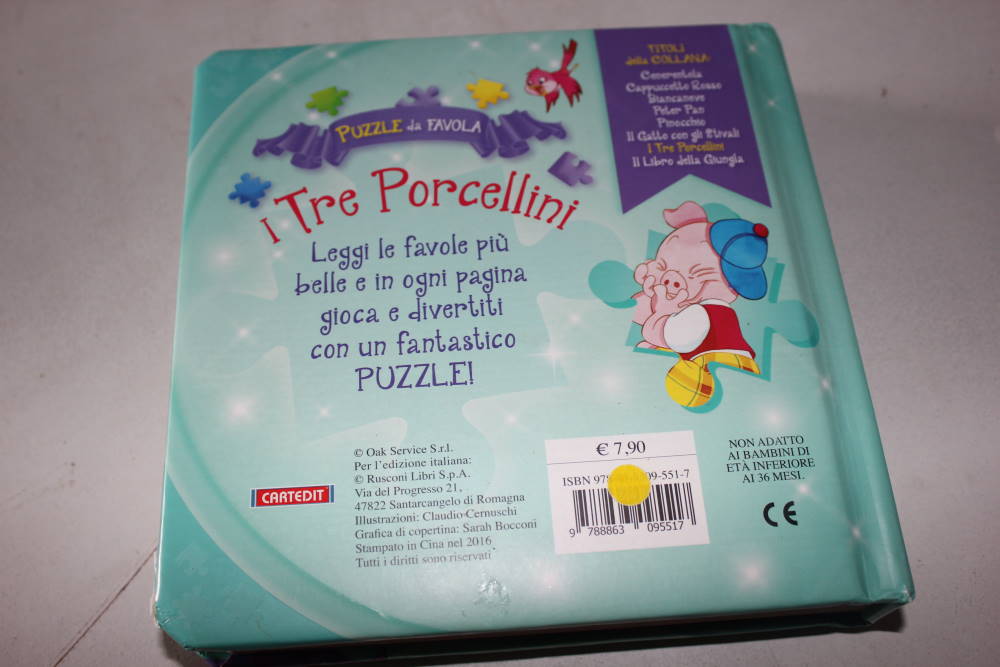 TITOLI
della COLLANA:
Cenerentola
Cappuccetto Rosso
Biancaneve
Peter Pan
Pinocchio
Il Gatto con gli Stivali
I Tre Porcellini
Il Libro della Giungla
PUZZLE da FAVOLA
I Tre Porcellini
Leggi le favole più
belle e in ogni pagina
gioca e divertiti
con un fantastico
PUZZLE!
CARTEDIT
© Oak Service S.r.l.
Per l'edizione italiana:
© Rusconi Libri S.p.A.
Via del Progresso 21,
47822 Santarcangelo di Romagna
Illustrazioni: Claudio Cernuschi
Grafica di copertina: Sarah Bocconi
Stampato in Cina nel 2016
Tutti i diritti sono riservati
€ 7,90
ISBN 97 09-551-7
9 788863 095517
NON ADATTO
AI BAMBINI DI
ETÀ INFERIORE
AI 36 MESI.
CE